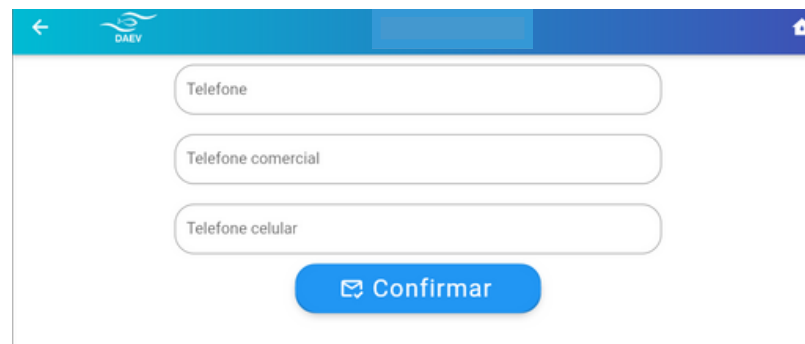 DAEV
Telefone
Telefone comercial
Telefone celular
Confirmar